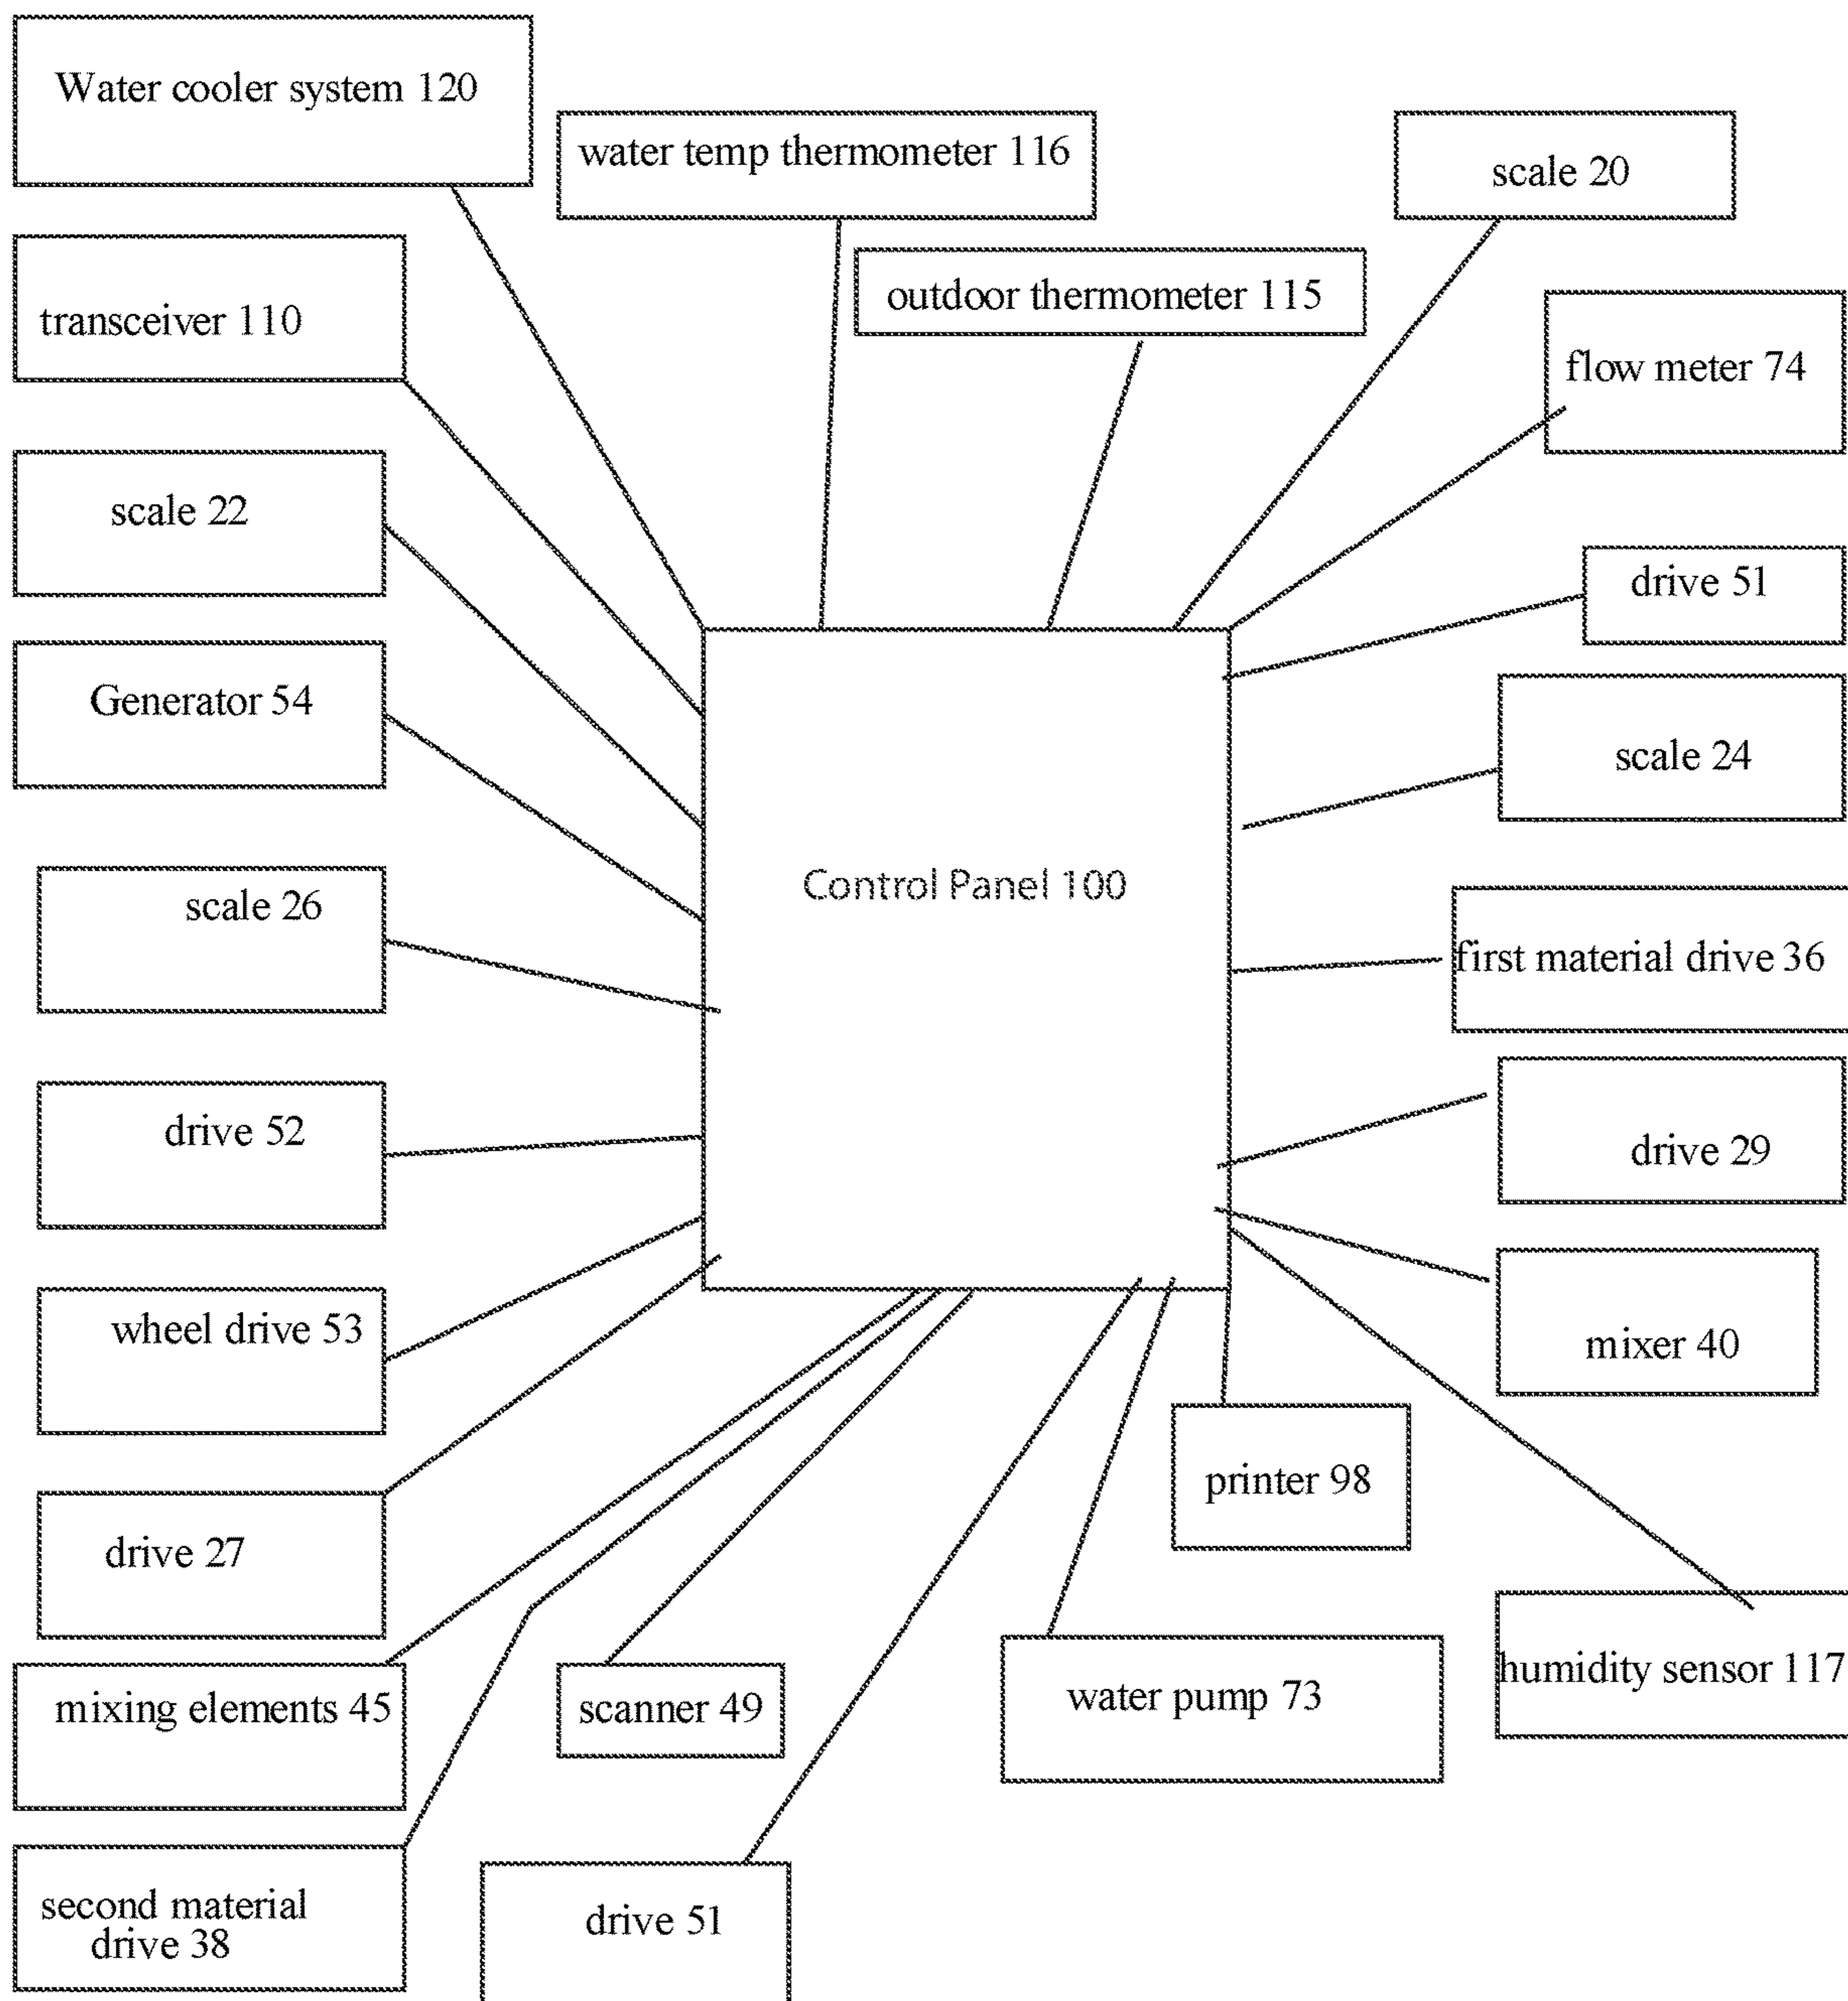 Water cooler system 120
water temp thermometer 116
scale 20
transceiver 110
outdoor thermometer 115
flow meter 74
scale 22
drive 51
Generator 54
scale 24
Control Panel 100
scale 26
first material drive 36
drive 52
drive 29
wheel drive 53
mixer 40
printer 98
drive 27
mixing elements 45
scanner 49
water pump 73
humidity sensor 117
second material
drive 38
drive 51